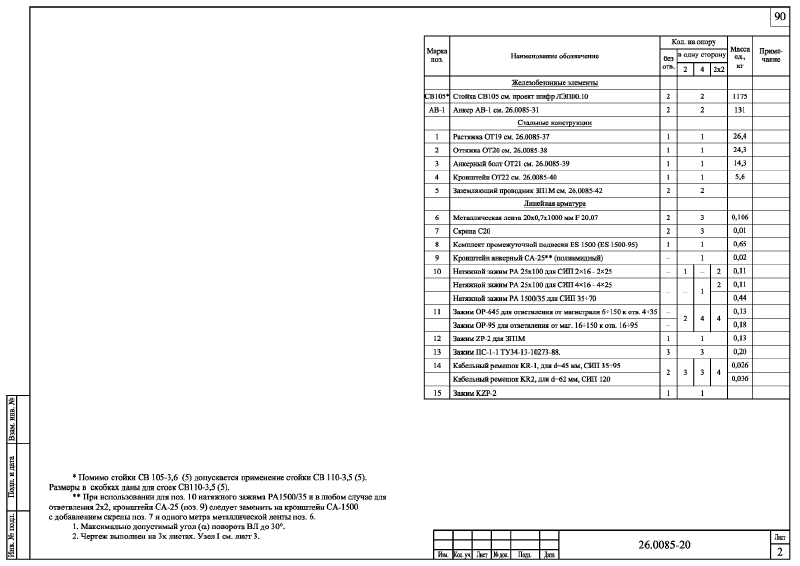 90
Марка поз. Наименование обозначение Кол. на опору Масса ед., кг Приме-чание
без отв. в одну сторону
2 4 2х2
Железобетонные элементы
СВ105* Стойка СВ105 см. проект шифр ЛЭП00.10 2 2 1175
АВ-1 Анкер АВ-1 см. 26.0085-31 2 2 131
Стальные конструкции
1 Растяжка ОТ19 см. 26.0085-37 1 1 26,4
2 Оттяжка ОТ20 см. 26.0085-38 1 1 24,3
3 Анкерный болт ОТ21 см. 26.0085-39 1 1 14,3
4 Кронштейн ОТ22 см. 26.0085-40 1 1 5,6
5 Заземляющий проводник ЗП1М см. 26.0085-42 2 2
Линейная арматура
6 Металлическая лента 20х0,7х1000 мм F 20.07 2 3 0,106
7 Скрепа С20 2 3 0,01
8 Комплект промежуточной подвески ES 1500 (ES 1500-95) 1 1 0,65
9 Кронштейн анкерный СА-25** (полиамидный) – 1 0,02
10 Натяжной зажим РА 25х100 для СИП 2×16 - 2×25 – 1 – 2 0,11
Натяжной зажим РА 25х100 для СИП 4×16 - 4×25 – – 1 2 0,11
Натяжной зажим РА 1500/35 для СИП 35÷70 0,44
11 Зажим ОР-645 для ответвления от магистрали 6÷150 к отв. 4÷35 – 2 4 4 0,13
Зажим ОР-95 для ответвления от маг. 16÷150 к отв. 16÷95 – 0,18
12 Зажим ZP-2 для ЗП1М 1 1 0,13
13 Зажим ПС-1-1 ТУ34-13-10273-88. 3 3 0,20
14 Кабельный ремешок KR-1, для d=45 мм, СИП 35÷95 2 3 3 4 0,026
Кабельный ремешок KR2, для d=62 мм, СИП 120 0,036
15 Зажим KZP-2 1 1
* Помимо стойки СВ 105-3,6 (5) допускается применение стойки СВ 110-3,5 (5).
Размеры в скобках даны для стоек СВ110-3,5 (5).
** При использовании для поз. 10 натяжного зажима РА1500/35 и в любом случае для
ответвления 2х2, кронштейн СА-25 (поз. 9) следует заменить на кронштейн СА-1500
с добавлением скрепы поз. 7 и одного метра металлической ленты поз. 6.
1. Максимально допустимый угол (α) поворота ВЛ до 30°.
2. Чертеж выполнен на 3х листах. Узел I см. лист 3.
Взам. инв. №
Подп. и дата
Инв. № подл.
Изм. Кол. уч. Лист № док. Подп. Дата
26.0085-20
Лист
2